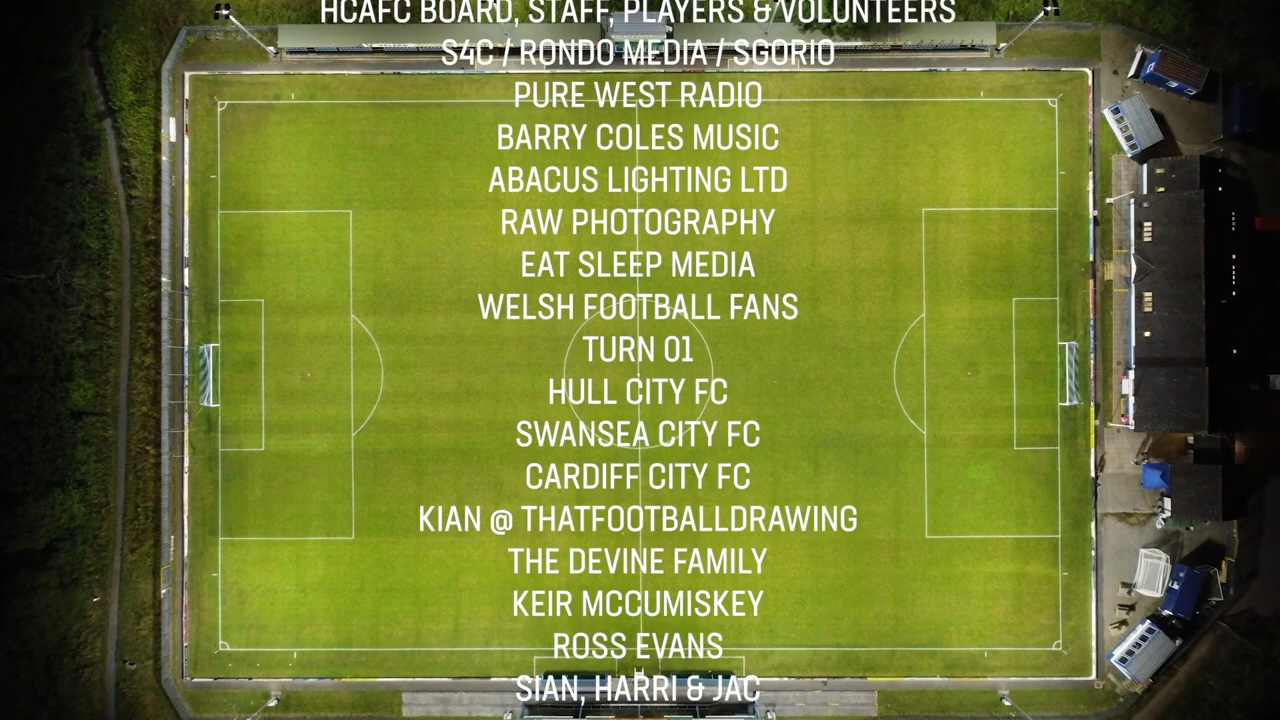 HCAFC BOARD, STAFF, PLAYERS & VOLUNTEERS
S4C / RONDO MEDIA / SGORIO
PURE WEST RADIO
BARRY COLES MUSIC
ABACUS LIGHTING LTD
RAW PHOTOGRAPHY
EAT SLEEP MEDIA
WELSH FOOTBALL FANS
TURN 01
HULL CITY FC
SWANSEA CITY FC
CARDIFF CITY FC
KIAN @ THATFOOTBALLDRAWING
THE DEVINE FAMILY
KEIR MCCUMISKEY
ROSS EVANS
SIAN, HARRI & JAC